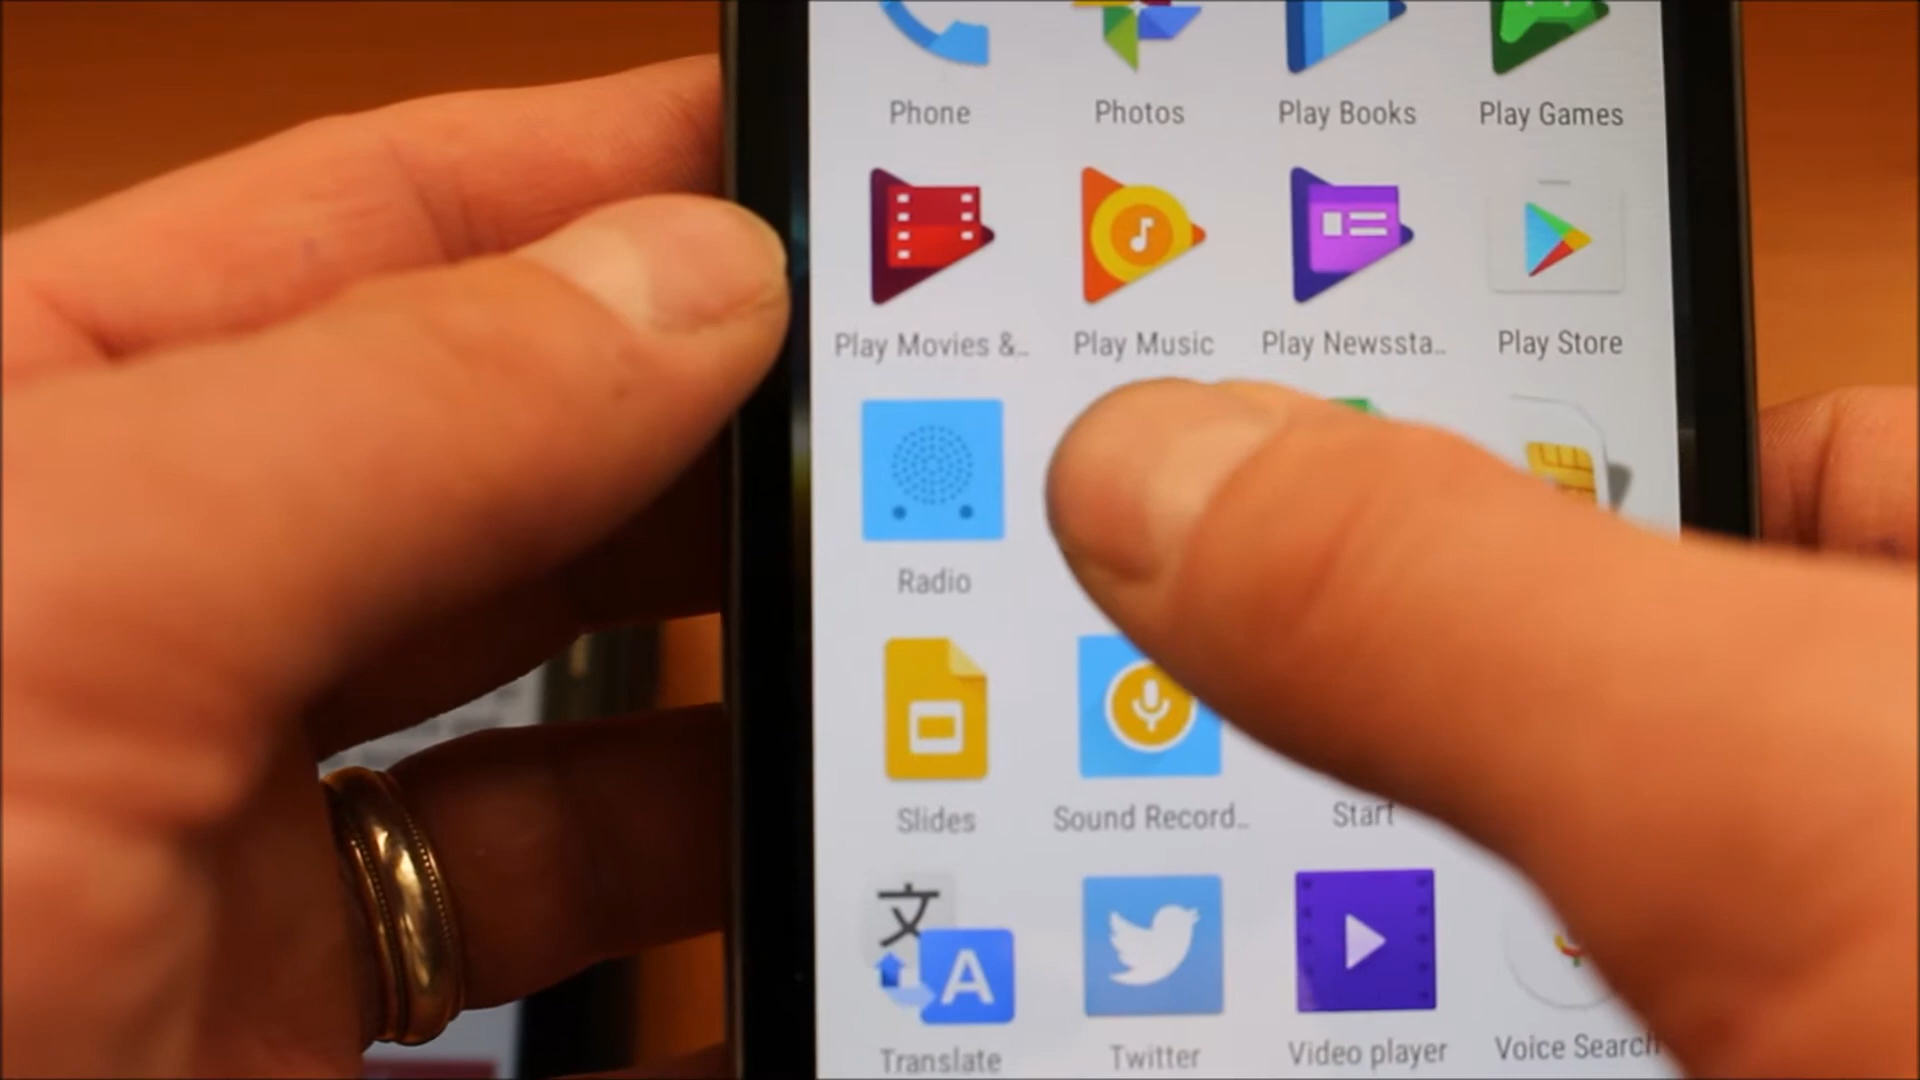 Phone Photos Play Books Play Games
Play Movies &.. Play Music Play Newssta.. Play Store
Radio
Slides Sound Record.. Start
文 A
Translate Twitter Video player Voice Search